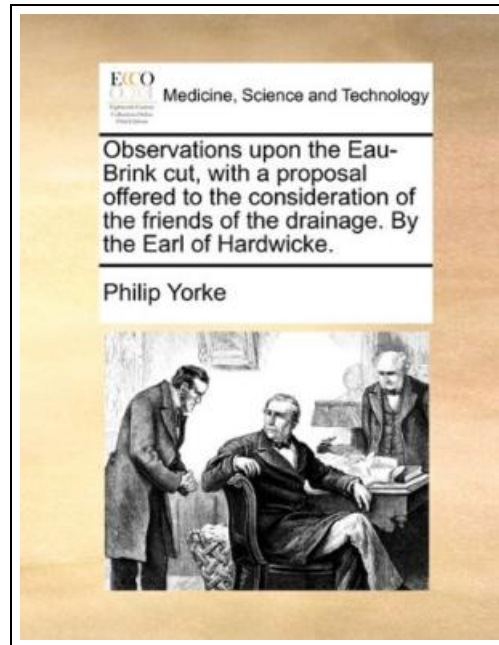 ECCO
Medicine, Science and Technology
Observations upon the Eau-
Brink cut, with a proposal
offered to the consideration of
the friends of the drainage. By
the Earl of Hardwicke.
Philip Yorke